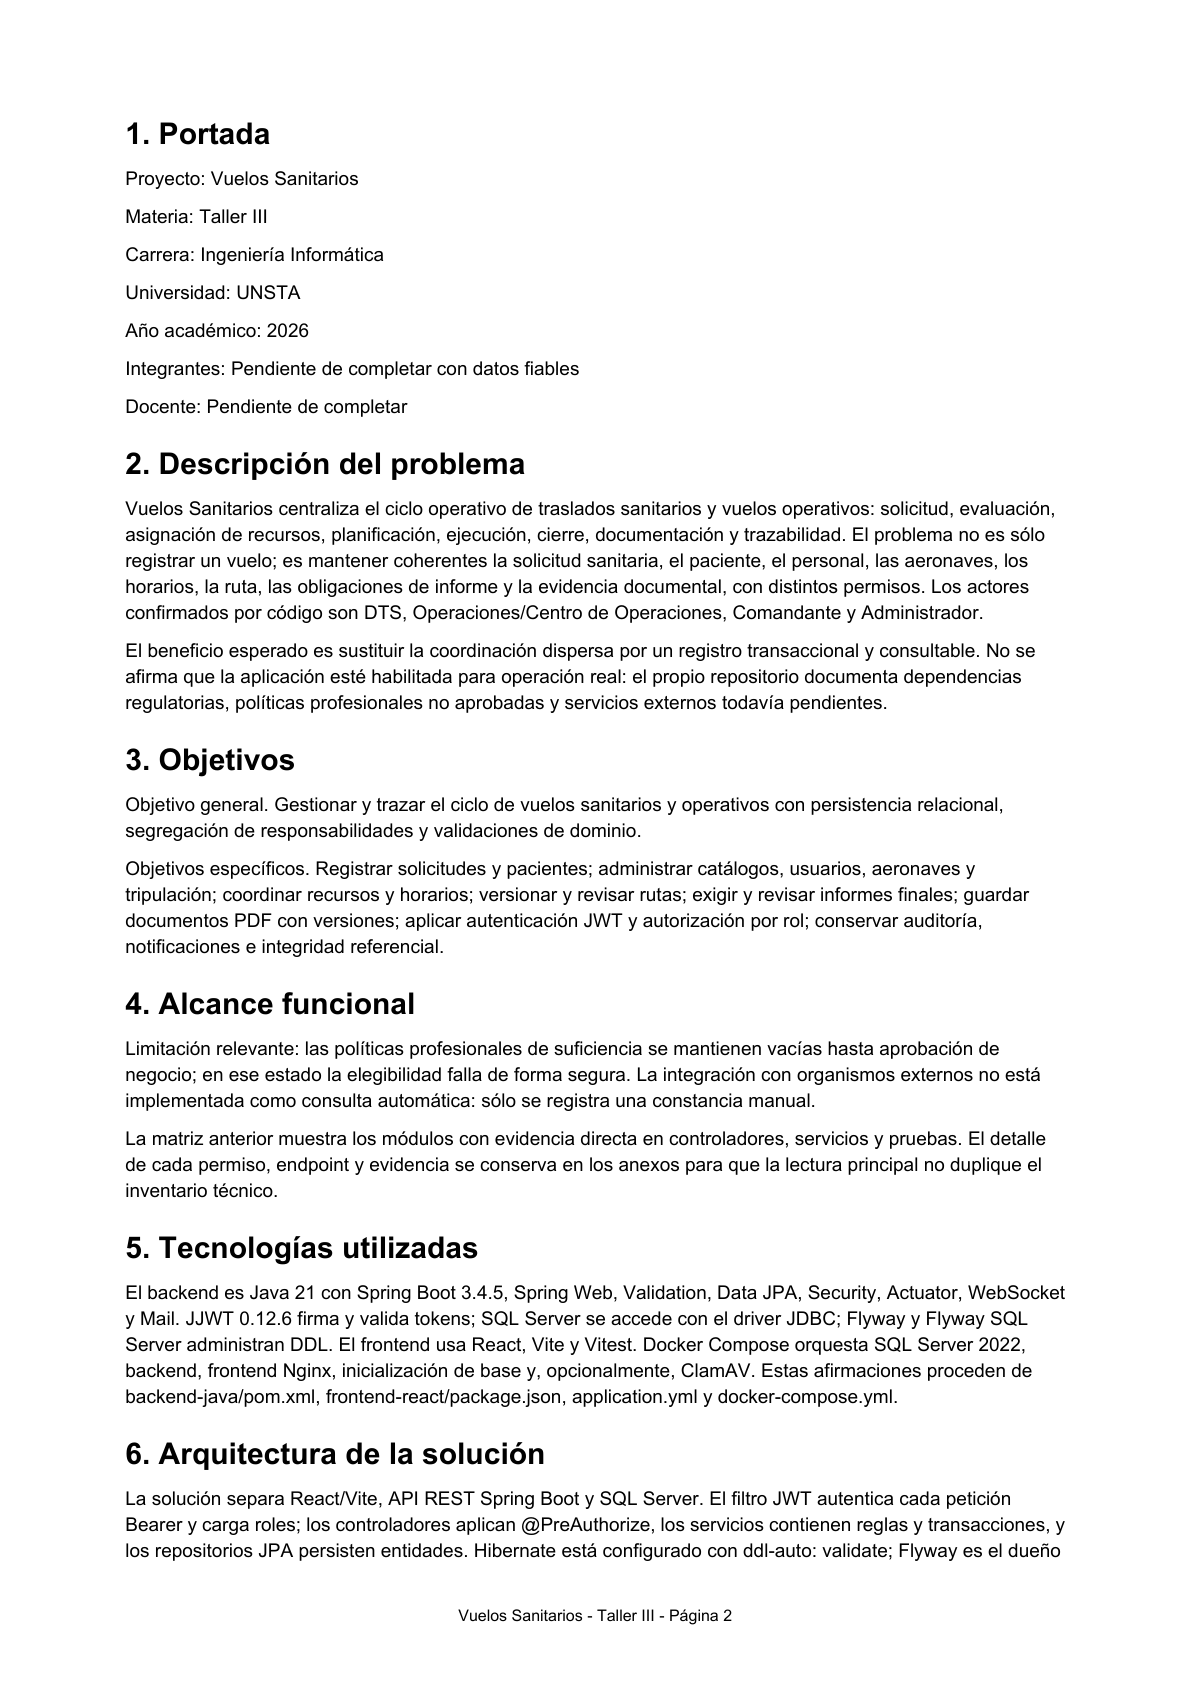 1. Portada
Proyecto: Vuelos Sanitarios
Materia: Taller III
Carrera: Ingeniería Informática
Universidad: UNSTA
Año académico: 2026
Integrantes: Pendiente de completar con datos fiables
Docente: Pendiente de completar
2. Descripción del problema
Vuelos Sanitarios centraliza el ciclo operativo de traslados sanitarios y vuelos operativos: solicitud, evaluación,
asignación de recursos, planificación, ejecución, cierre, documentación y trazabilidad. El problema no es sólo
registrar un vuelo; es mantener coherentes la solicitud sanitaria, el paciente, el personal, las aeronaves, los
horarios, la ruta, las obligaciones de informe y la evidencia documental, con distintos permisos. Los actores
confirmados por código son DTS, Operaciones/Centro de Operaciones, Comandante y Administrador.
El beneficio esperado es sustituir la coordinación dispersa por un registro transaccional y consultable. No se
afirma que la aplicación esté habilitada para operación real: el propio repositorio documenta dependencias
regulatorias, políticas profesionales no aprobadas y servicios externos todavía pendientes.
3. Objetivos
Objetivo general. Gestionar y trazar el ciclo de vuelos sanitarios y operativos con persistencia relacional,
segregación de responsabilidades y validaciones de dominio.
Objetivos específicos. Registrar solicitudes y pacientes; administrar catálogos, usuarios, aeronaves y
tripulación; coordinar recursos y horarios; versionar y revisar rutas; exigir y revisar informes finales; guardar
documentos PDF con versiones; aplicar autenticación JWT y autorización por rol; conservar auditoría,
notificaciones e integridad referencial.
4. Alcance funcional
Limitación relevante: las políticas profesionales de suficiencia se mantienen vacías hasta aprobación de
negocio; en ese estado la elegibilidad falla de forma segura. La integración con organismos externos no está
implementada como consulta automática: sólo se registra una constancia manual.
La matriz anterior muestra los módulos con evidencia directa en controladores, servicios y pruebas. El detalle
de cada permiso, endpoint y evidencia se conserva en los anexos para que la lectura principal no duplique el
inventario técnico.
5. Tecnologías utilizadas
El backend es Java 21 con Spring Boot 3.4.5, Spring Web, Validation, Data JPA, Security, Actuator, WebSocket
y Mail. JJWT 0.12.6 firma y valida tokens; SQL Server se accede con el driver JDBC; Flyway y Flyway SQL
Server administran DDL. El frontend usa React, Vite y Vitest. Docker Compose orquesta SQL Server 2022,
backend, frontend Nginx, inicialización de base y, opcionalmente, ClamAV. Estas afirmaciones proceden de
backend-java/pom.xml, frontend-react/package.json, application.yml y docker-compose.yml.
6. Arquitectura de la solución
La solución separa React/Vite, API REST Spring Boot y SQL Server. El filtro JWT autentica cada petición
Bearer y carga roles; los controladores aplican @PreAuthorize, los servicios contienen reglas y transacciones, y
los repositorios JPA persisten entidades. Hibernate está configurado con ddl-auto: validate; Flyway es el dueño
Vuelos Sanitarios - Taller III - Página 2